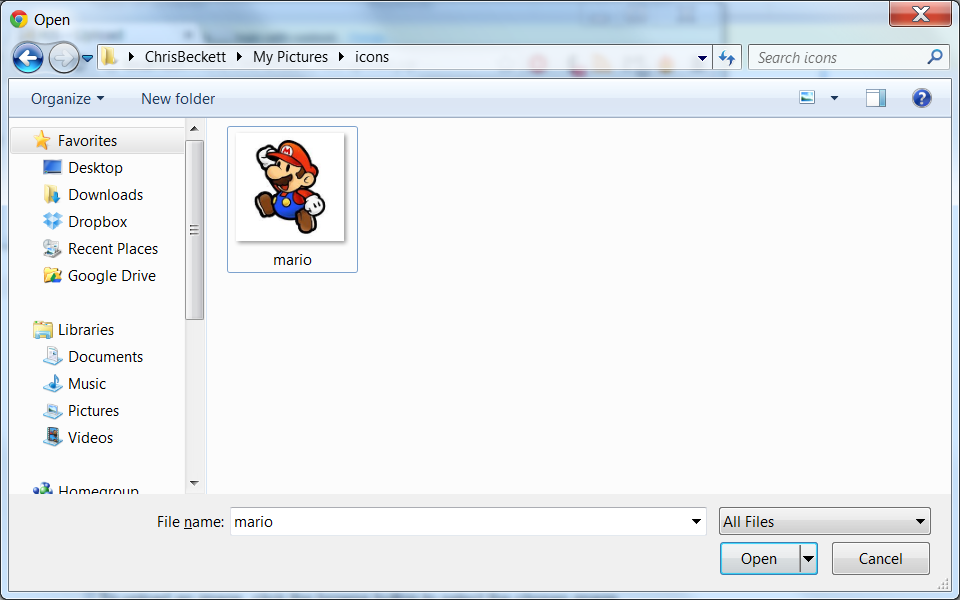 Open
ChrisBeckett My Pictures icons
Search icons
Organize New folder
Favorites
Desktop
Downloads
Dropbox
Recent Places
Google Drive
Libraries
Documents
Music
Pictures
Videos
Homegroup
M
mario
File name: mario
All Files
Open Cancel